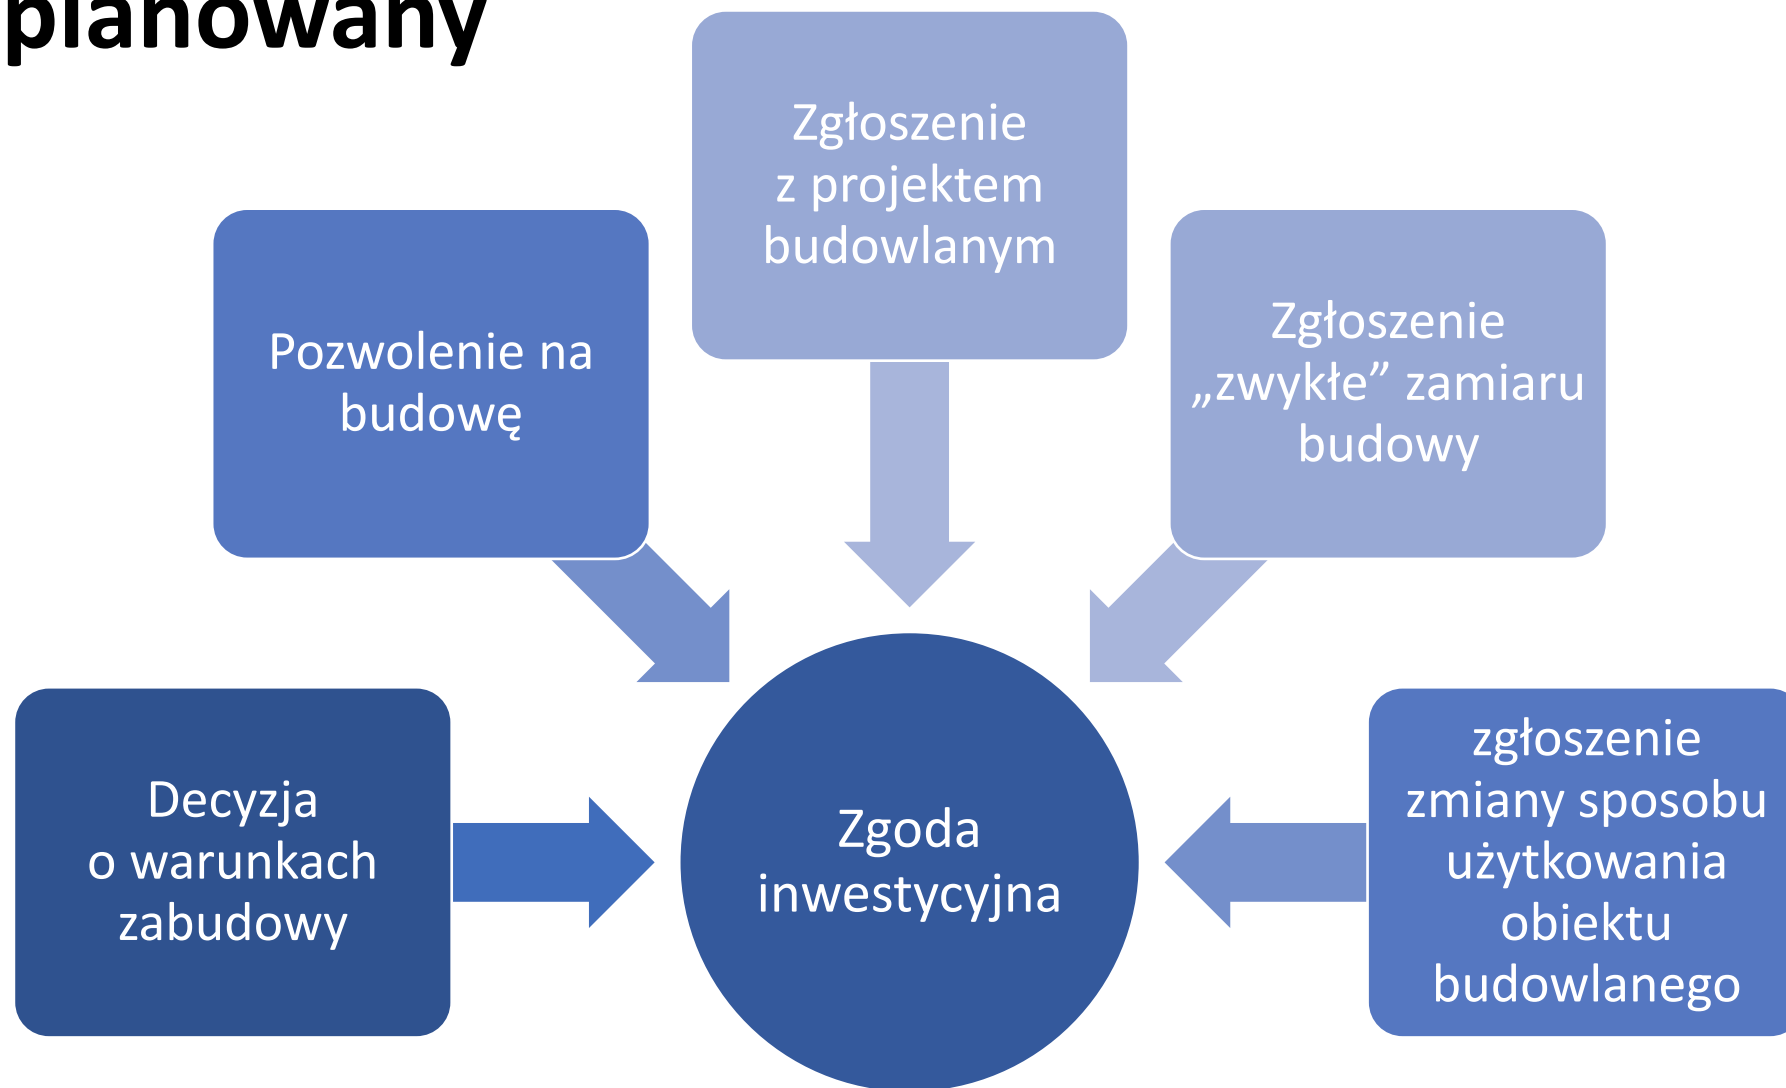 planowany
Zgłoszenie
z projektem
budowlanym
Pozwolenie na
budowę
Zgłoszenie
„zwykłe” zamiaru
budowy
Decyzja
o warunkach
zabudowy
Zgoda
inwestycyjna
zgłoszenie
zmiany sposobu
użytkowania
obiektu
budowlanego